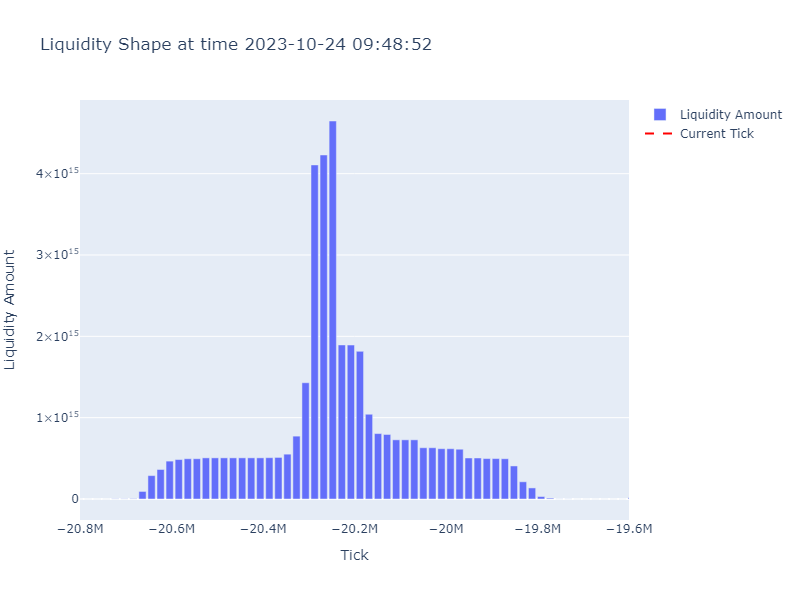 Liquidity Shape at time 2023-10-24 09:48:52
Liquidity Amount
Current Tick
Liquidity Amount
4×10¹⁵
3×10¹⁵
2×10¹⁵
1×10¹⁵
0
−20.8M −20.6M −20.4M −20.2M −20M −19.8M −19.6M
Tick